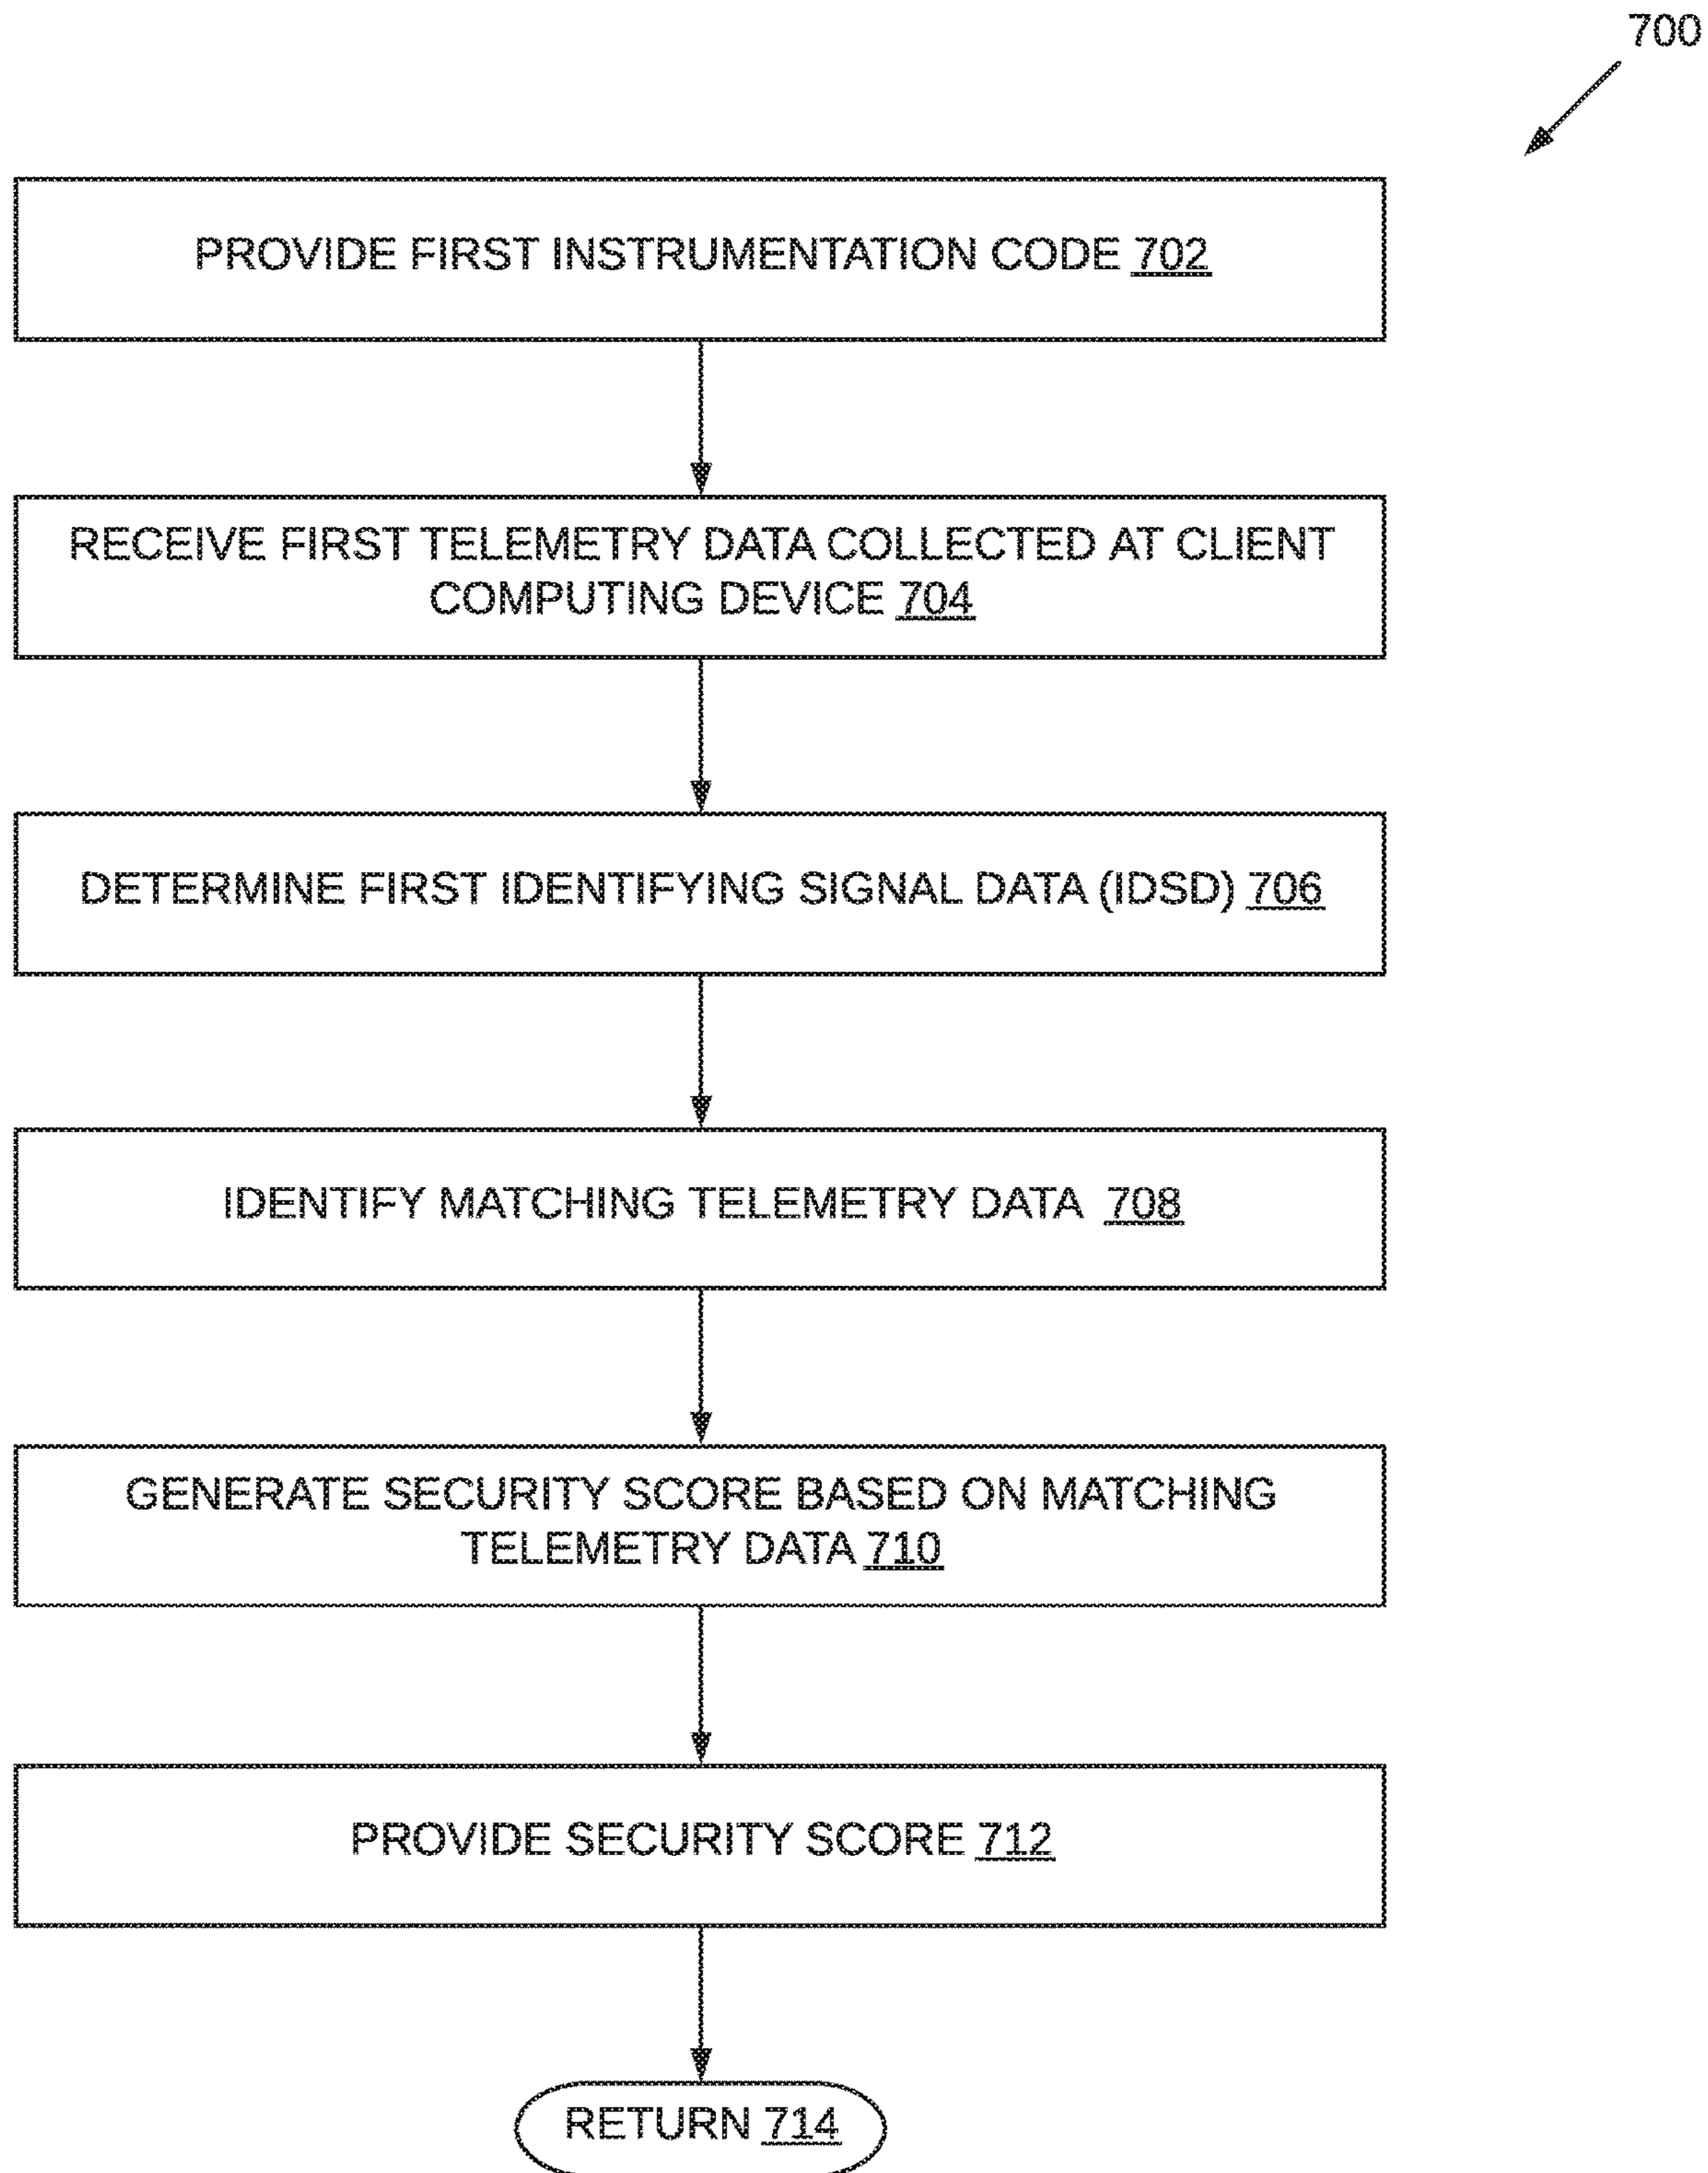 700
PROVIDE FIRST INSTRUMENTATION CODE 702
RECEIVE FIRST TELEMETRY DATA COLLECTED AT CLIENT
COMPUTING DEVICE 704
DETERMINE FIRST IDENTIFYING SIGNAL DATA (IDSD) 706
IDENTIFY MATCHING TELEMETRY DATA 708
GENERATE SECURITY SCORE BASED ON MATCHING
TELEMETRY DATA 710
PROVIDE SECURITY SCORE 712
RETURN 714